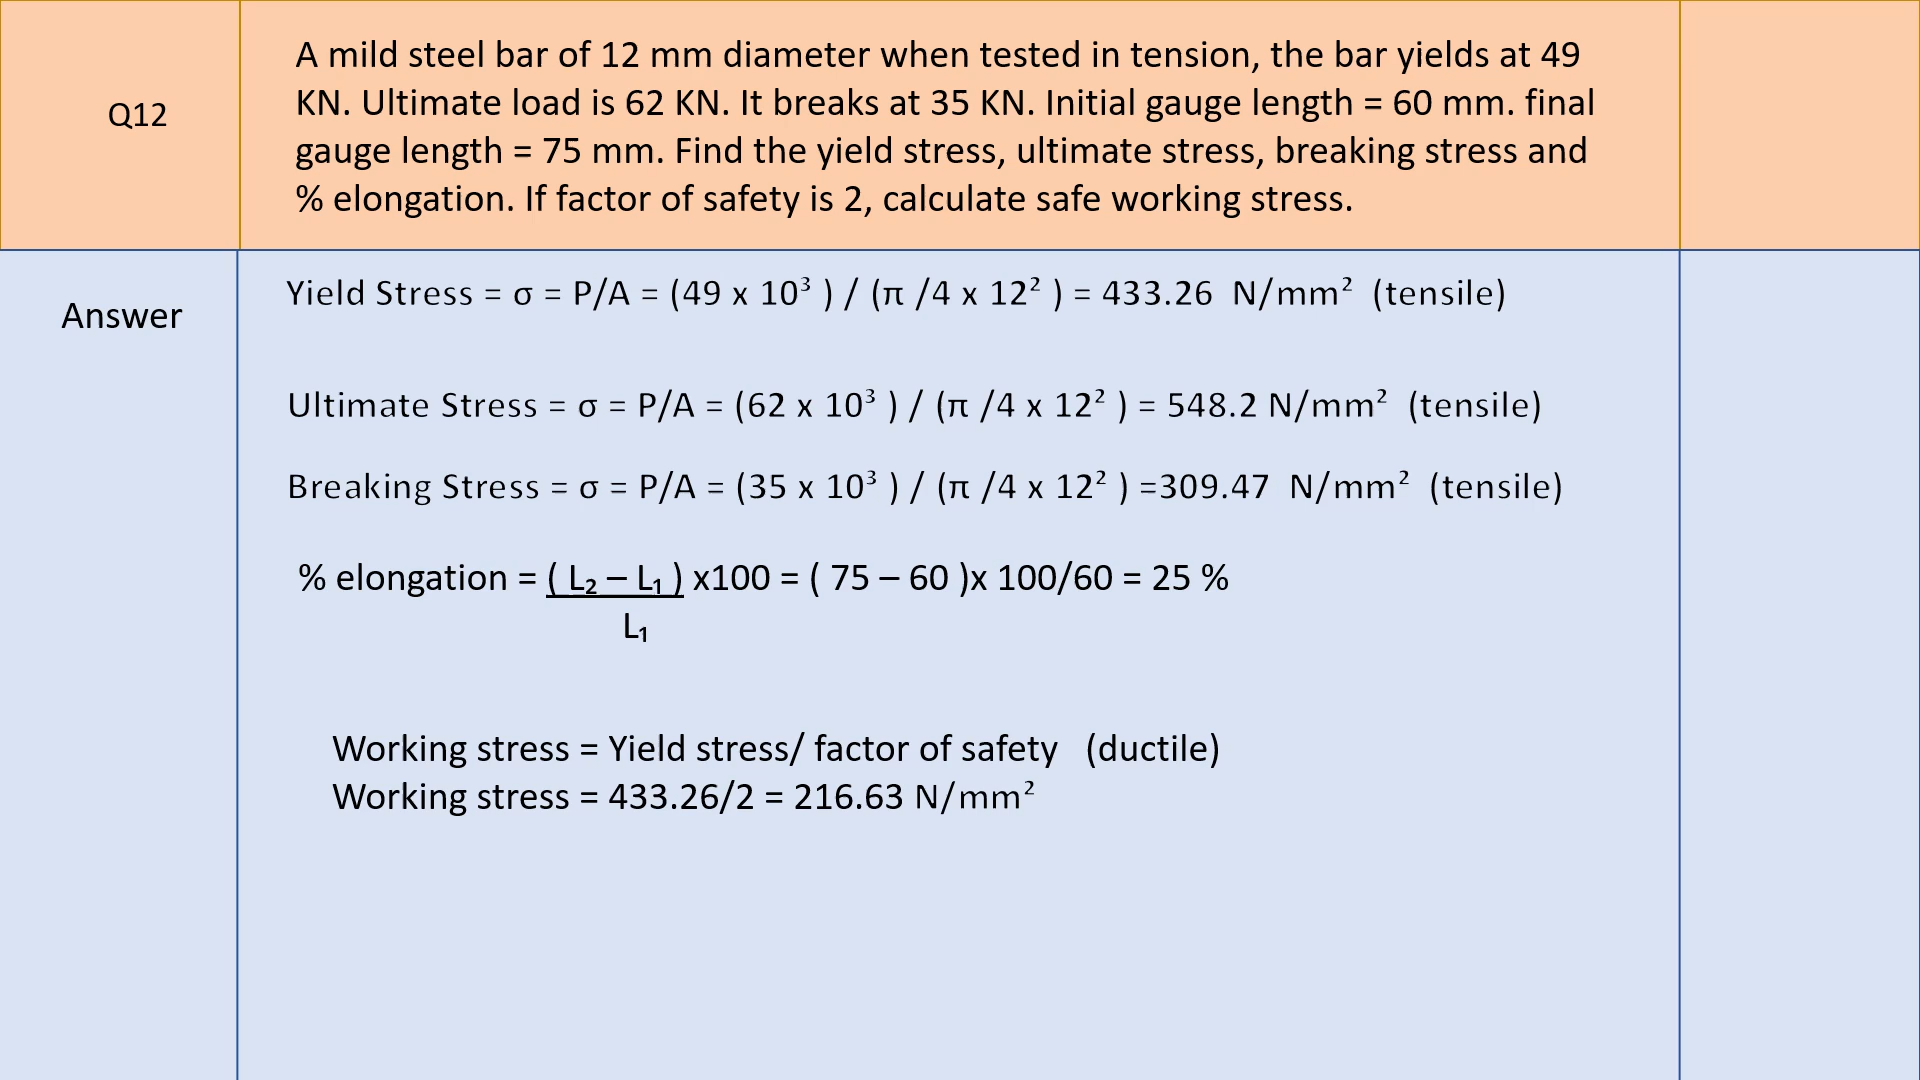 Q12
A mild steel bar of 12 mm diameter when tested in tension, the bar yields at 49
KN. Ultimate load is 62 KN. It breaks at 35 KN. Initial gauge length = 60 mm. final
gauge length = 75 mm. Find the yield stress, ultimate stress, breaking stress and
% elongation. If factor of safety is 2, calculate safe working stress.
Answer
Yield Stress = σ = P/A = (49 x 10³ ) / (π /4 x 12² ) = 433.26 N/mm² (tensile)
Ultimate Stress = σ = P/A = (62 x 10³ ) / (π /4 x 12² ) = 548.2 N/mm² (tensile)
Breaking Stress = σ = P/A = (35 x 10³ ) / (π /4 x 12² ) =309.47 N/mm² (tensile)
% elongation = ( L₂ – L₁ ) x100 = ( 75 – 60 )x 100/60 = 25 %
L₁
Working stress = Yield stress/ factor of safety (ductile)
Working stress = 433.26/2 = 216.63 N/mm²